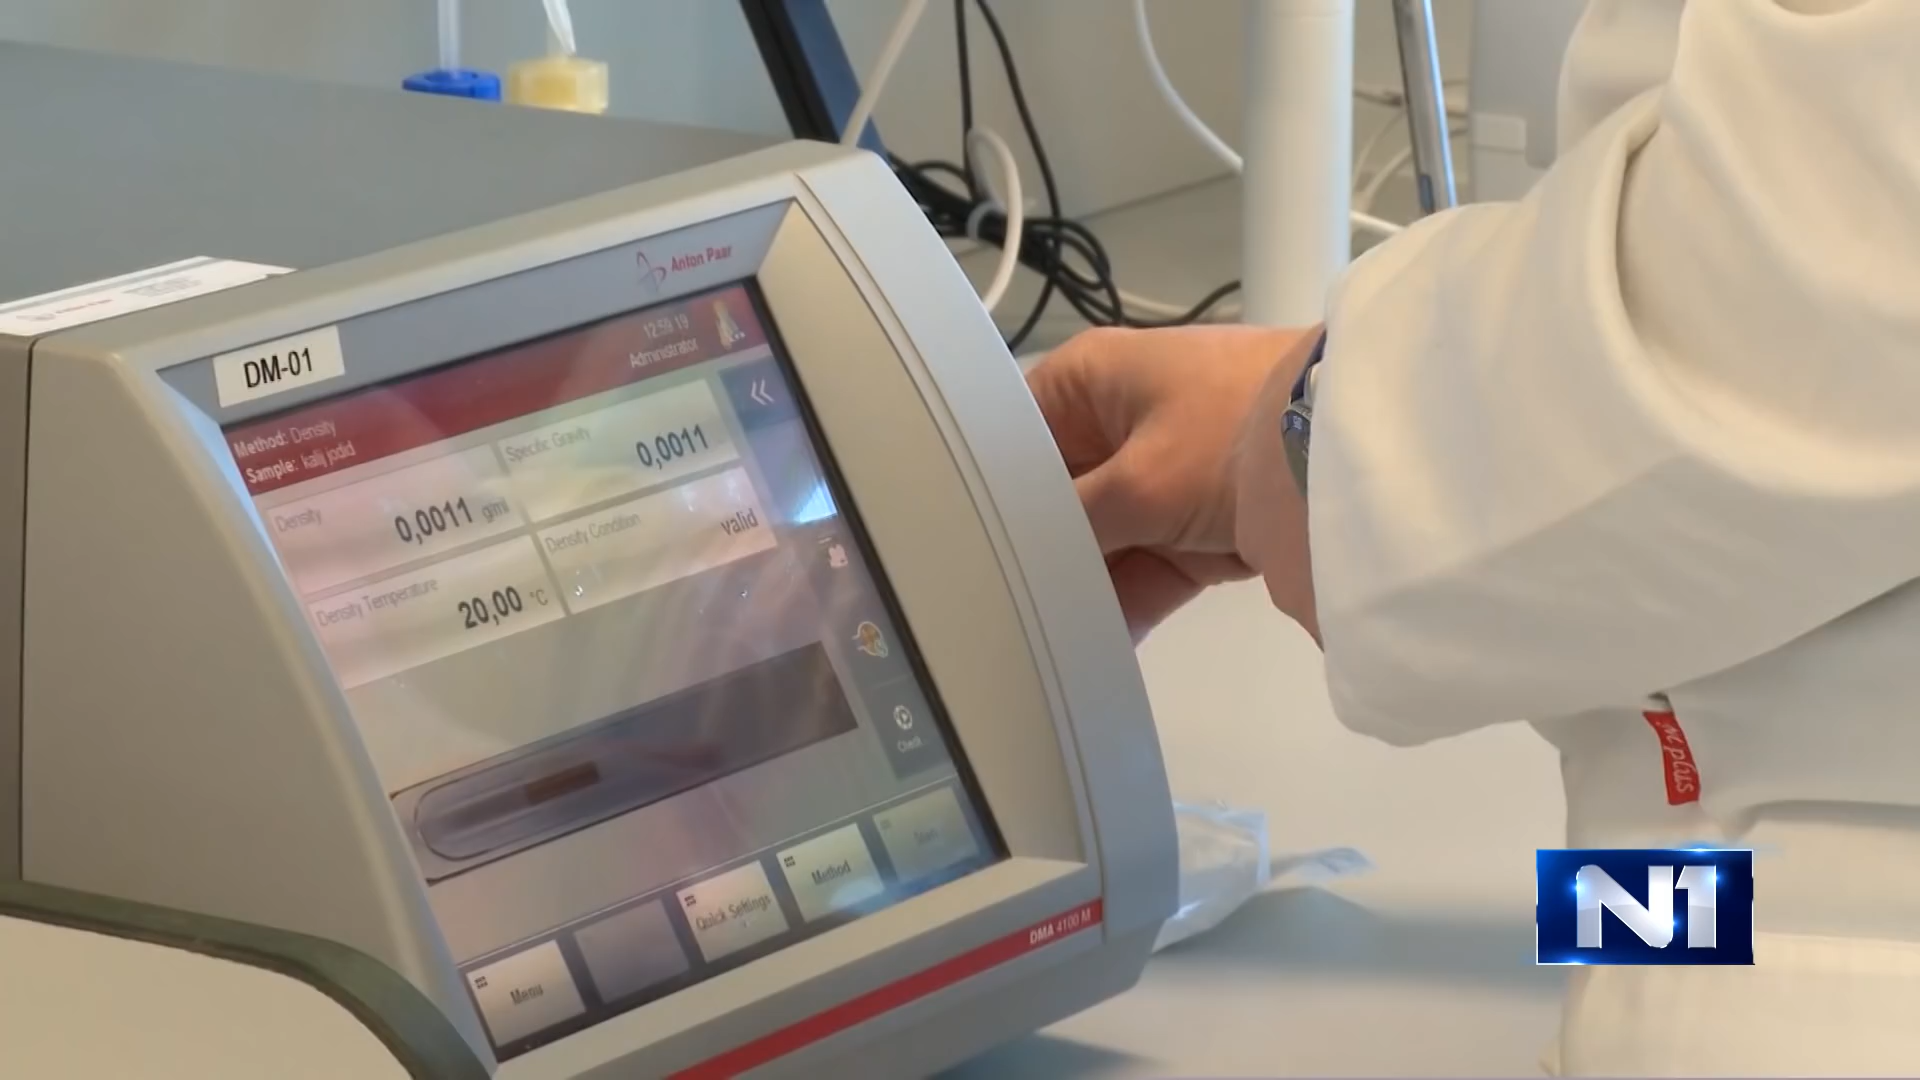 Anton Paar
DM-01
12:59 19
Administrator
Method: Density
Sample: kalij jodid
Density
0,0011 g/ml
Specific Gravity
0,0011
Density Temperature
20,00 °C
Density Condition
valid
Check
Menu
Quick Settings
Method
Start
DMA 4100 M
w plus
N1